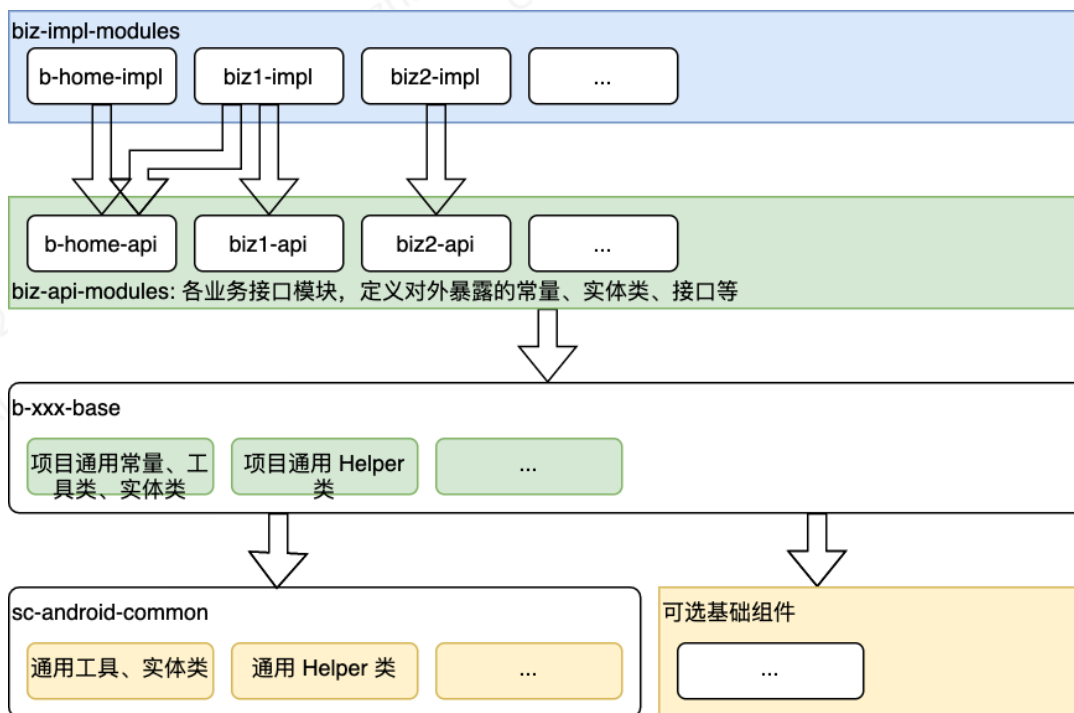 biz-impl-modules
b-home-impl
biz1-impl
biz2-impl
...
b-home-api
biz1-api
biz2-api
...
biz-api-modules: 各业务接口模块，定义对外暴露的常量、实体类、接口等
b-xxx-base
项目通用常量、工
具类、实体类
项目通用 Helper
类
...
sc-android-common
通用工具、实体类
通用 Helper 类
...
可选基础组件
...